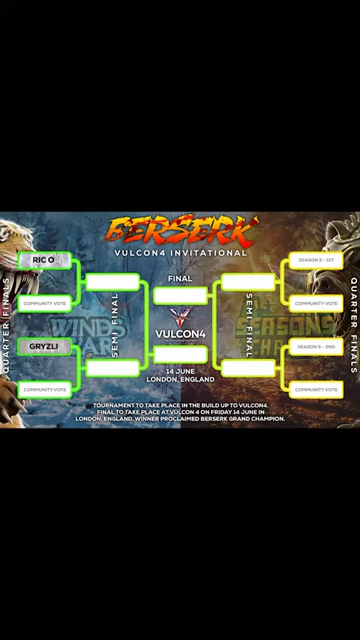 BERSERK
VULCON4 INVITATIONAL
RICO
COMMUNITY VOTE
GRYZLI
COMMUNITY VOTE
QUARTER FINALS
SEMI FINAL
FINAL
VULCON4
14 JUNE
LONDON, ENGLAND
SEMI FINAL
SEASON 5 - 1ST
COMMUNITY VOTE
SEASON 5 - 2ND
COMMUNITY VOTE
QUARTER FINALS
TOURNAMENT TO TAKE PLACE IN THE BUILD UP TO VULCON4.
FINAL TO TAKE PLACE AT VULCON 4 ON FRIDAY 14 JUNE IN
LONDON, ENGLAND. WINNER PROCLAIMED BERSERK GRAND CHAMPION.